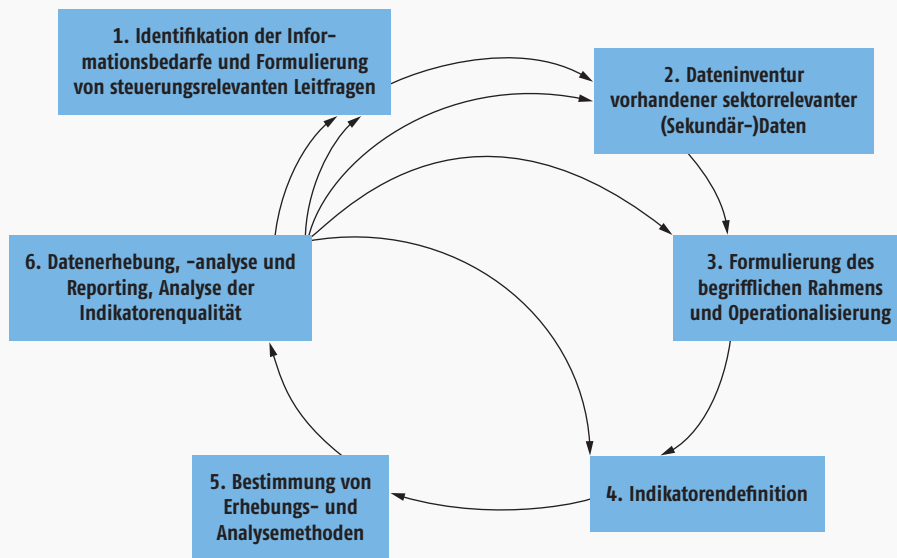 1. Identifikation der Infor-
mationsbedarfe und Formulierung
von steuerungsrelevanten Leitfragen
2. Dateninventur
vorhandener sektorrelevanter
(Sekundär-)Daten
3. Formulierung des
begrifflichen Rahmens
und Operationalisierung
4. Indikatorendefinition
5. Bestimmung von
Erhebungs- und
Analysemethoden
6. Datenerhebung, -analyse und
Reporting, Analyse der
Indikatorenqualität